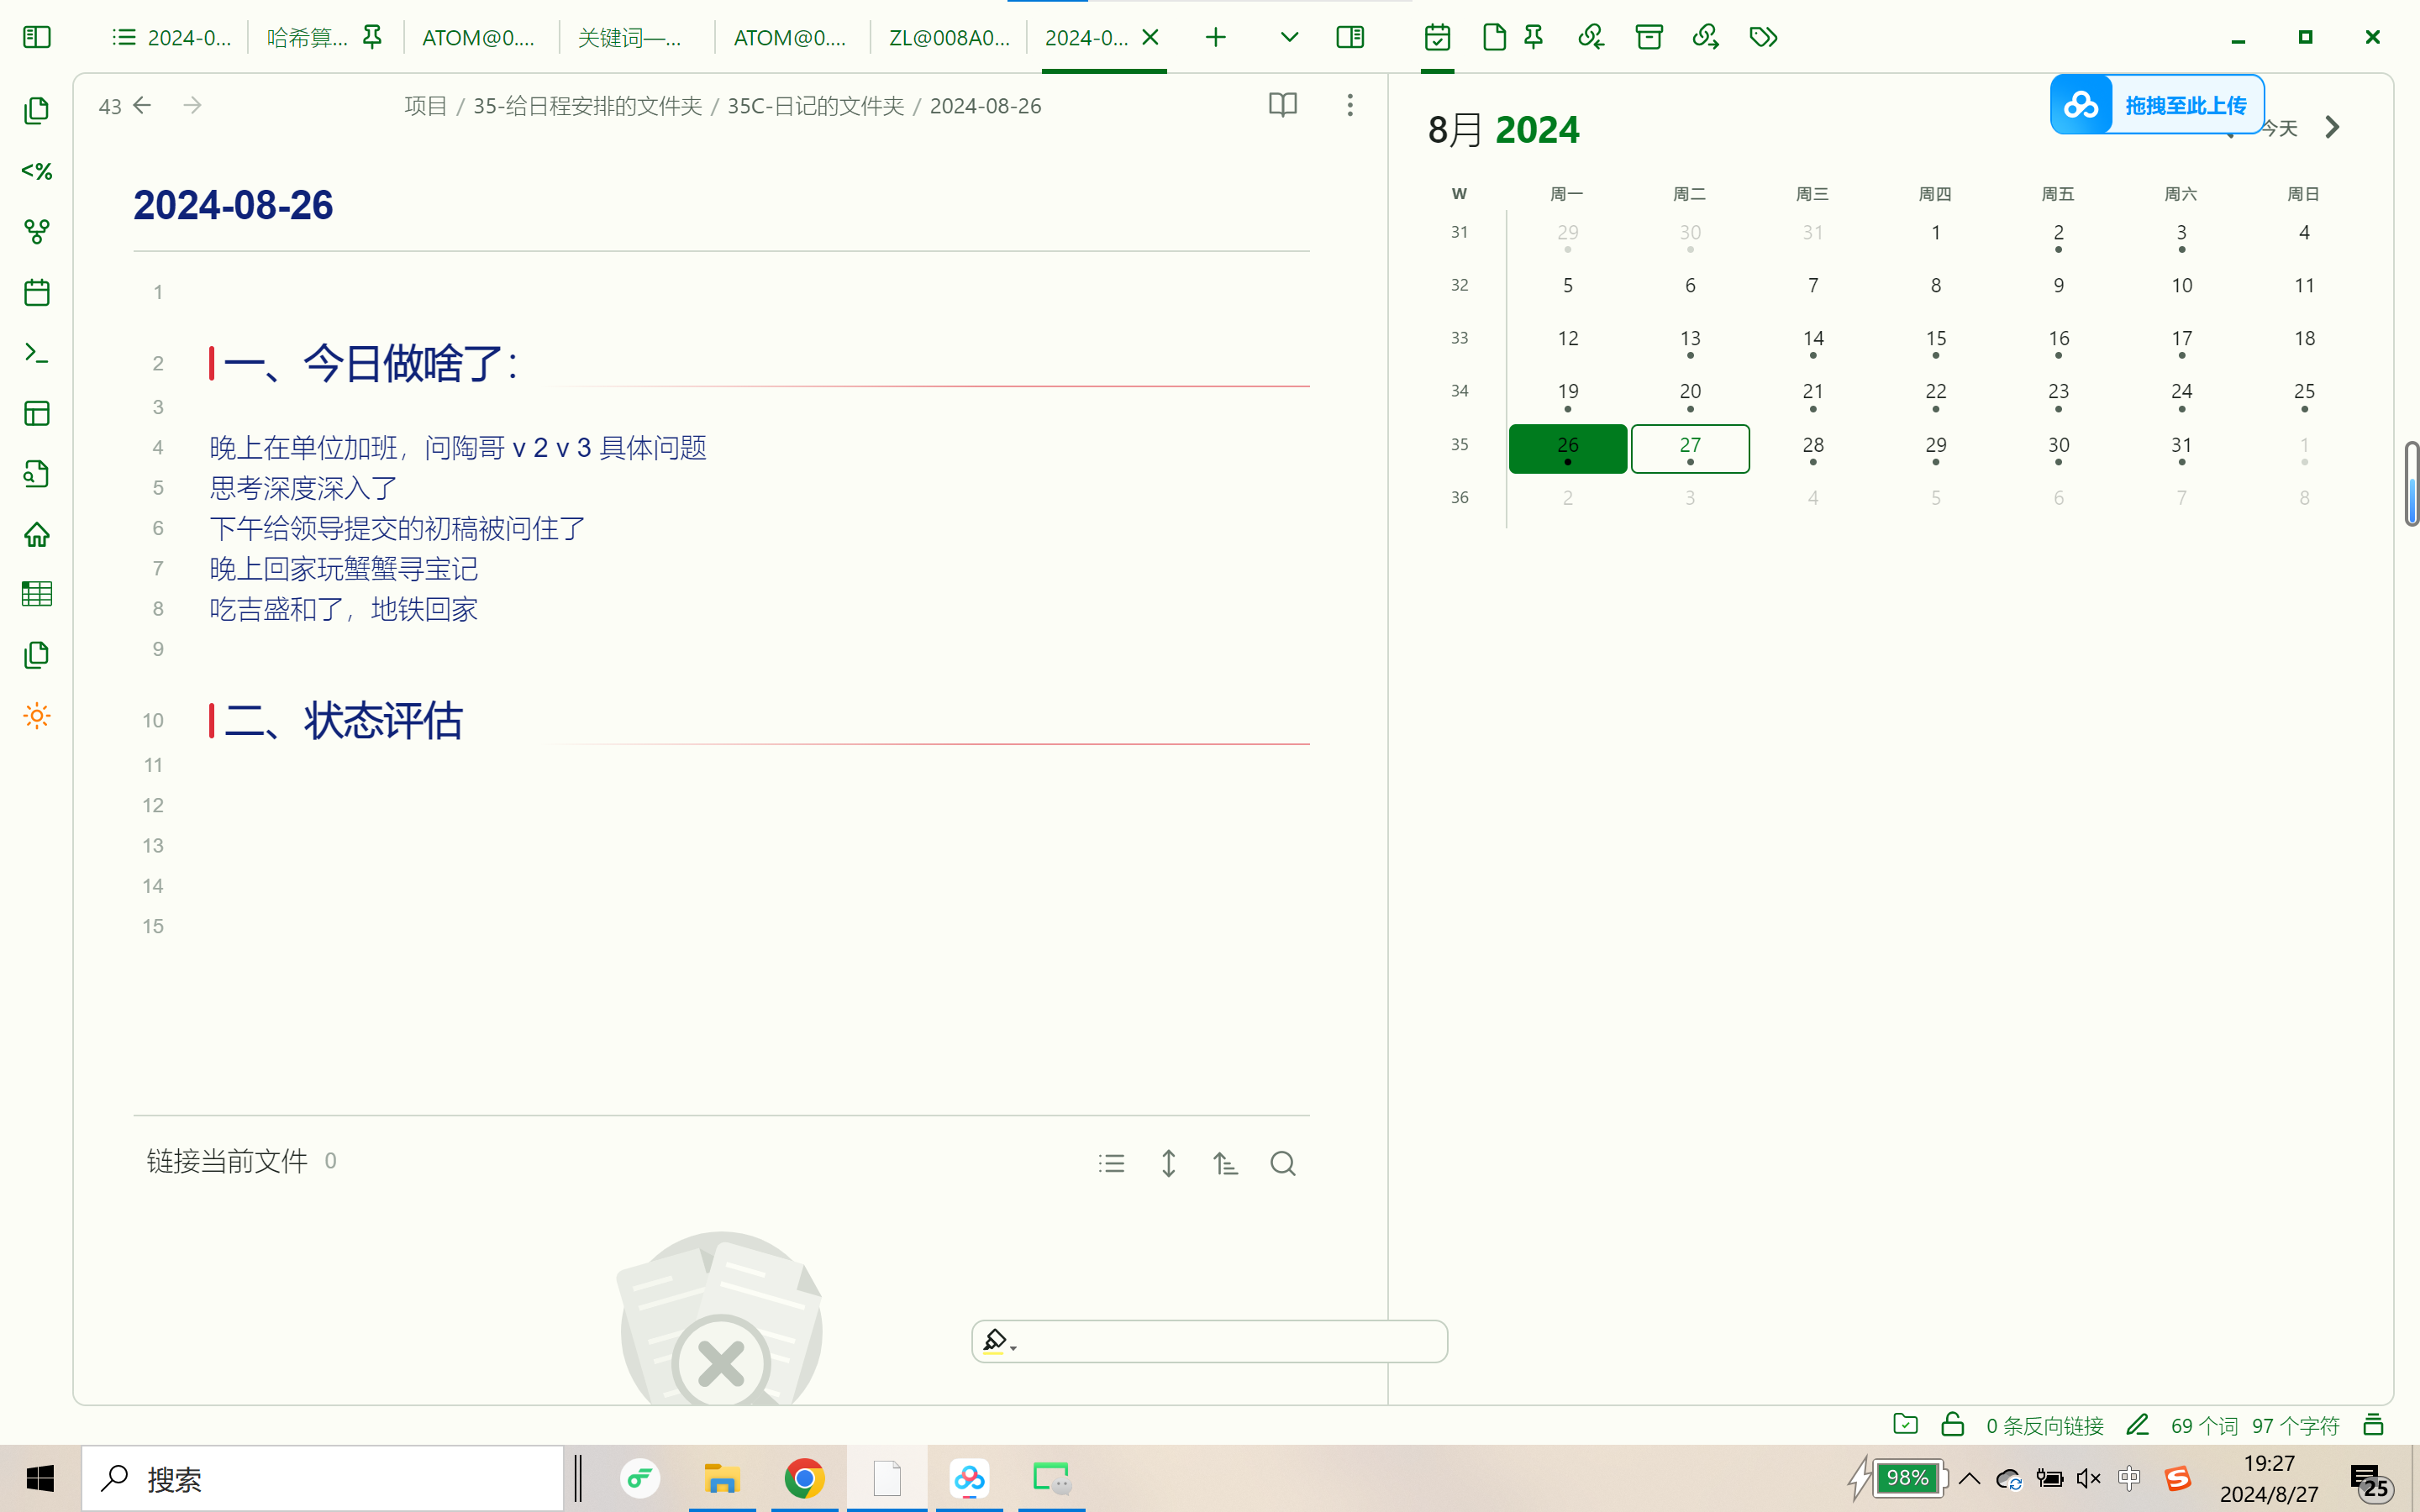 2024-0...
哈希算...
ATOM@0....
关键词—...
ATOM@0....
ZL@008A0...
2024-0...
43
项目 / 35-给日程安排的文件夹 / 35C-日记的文件夹 / 2024-08-26
<%
2024-08-26
1
2 一、今日做啥了：
3
4 晚上在单位加班，问陶哥 v 2 v 3 具体问题
5 思考深度深入了
6 下午给领导提交的初稿被问住了
7 晚上回家玩蟹蟹寻宝记
8 吃吉盛和了，地铁回家
9
10 二、状态评估
11
12
13
14
15
链接当前文件 0
8月 2024
拖拽至此上传
今天
W 周一 周二 周三 周四 周五 周六 周日
31 29 30 31 1 2 3 4
32 5 6 7 8 9 10 11
33 12 13 14 15 16 17 18
34 19 20 21 22 23 24 25
35 26 27 28 29 30 31 1
36 2 3 4 5 6 7 8
0 条反向链接 69 个词 97 个字符
搜索
98%
中
19:27
2024/8/27
25